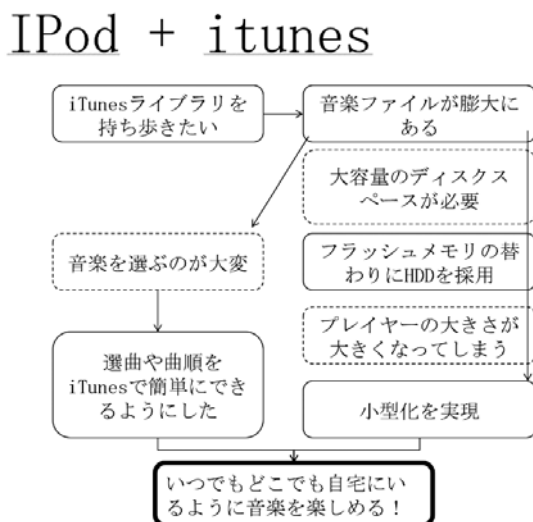 IPod + itunes
iTunesライブラリを
持ち歩きたい
音楽ファイルが膨大に
ある
大容量のディスクス
ペースが必要
音楽を選ぶのが大変
フラッシュメモリの替
わりにHDDを採用
プレイヤーの大きさが
大きくなってしまう
選曲や曲順を
iTunesで簡単にでき
るようにした
小型化を実現
いつでもどこでも自宅にい
るように音楽を楽しめる！